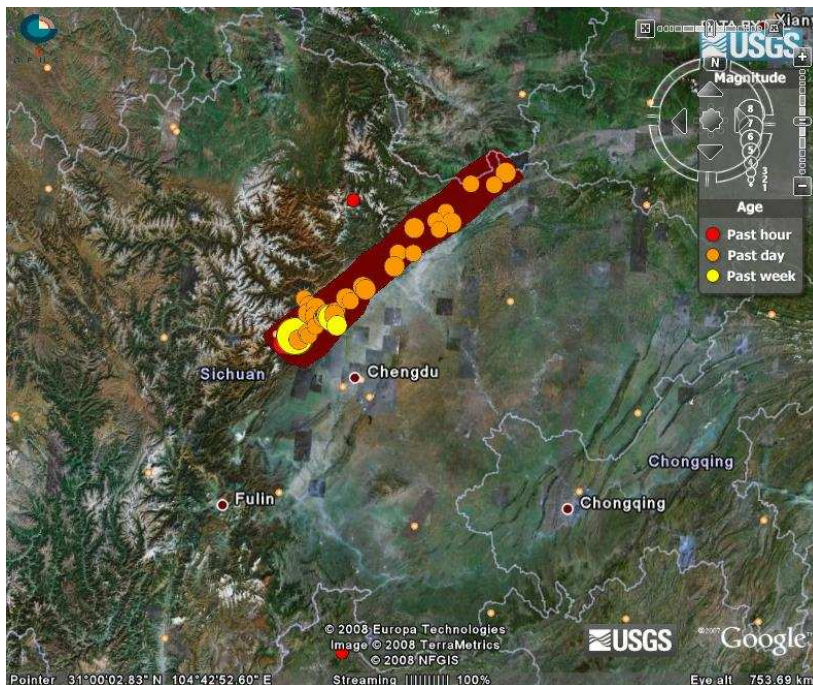 USGS
N
Magnitude
8
7
6
5
4
3
2
1
Age
Past hour
Past day
Past week
Sichuan
Chengdu
Fulin
Chongqing
Chongqing
© 2008 Europa Technologies
Image © 2008 TerraMetrics
© 2008 NFGIS
USGS
©2007 Google
Pointer 31°00'02.83" N 104°42'52.60" E
Streaming ||||||||| 100%
Eye alt 753.69 km